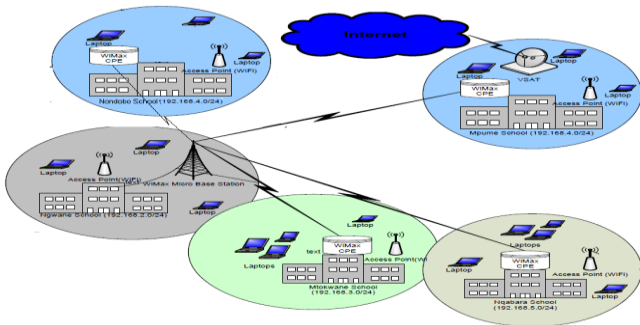 Laptop
WiMax
CPE
Access Point (WiFi)
Laptop
Nondobo School (192.168.4.0/24)
Internet
Laptop
VSAT
Laptop
WiMax
CPE
Access Point (WiFi)
Mpume School (192.168.4.0/24)
Laptop
Access Point(WiFi)
text
WiMax Micro Base Station
Ngwane School(192.168.2.0/24)
Laptop
Laptop
text
WiMax
CPE
Access Point(Wi
Laptops
Mtokwane School
(192.168.3.0/24)
Laptops
WiMax
CPE
Laptop
Access Point (WiFi)
Laptop
Nqabara School
(192.168.5.0/24)